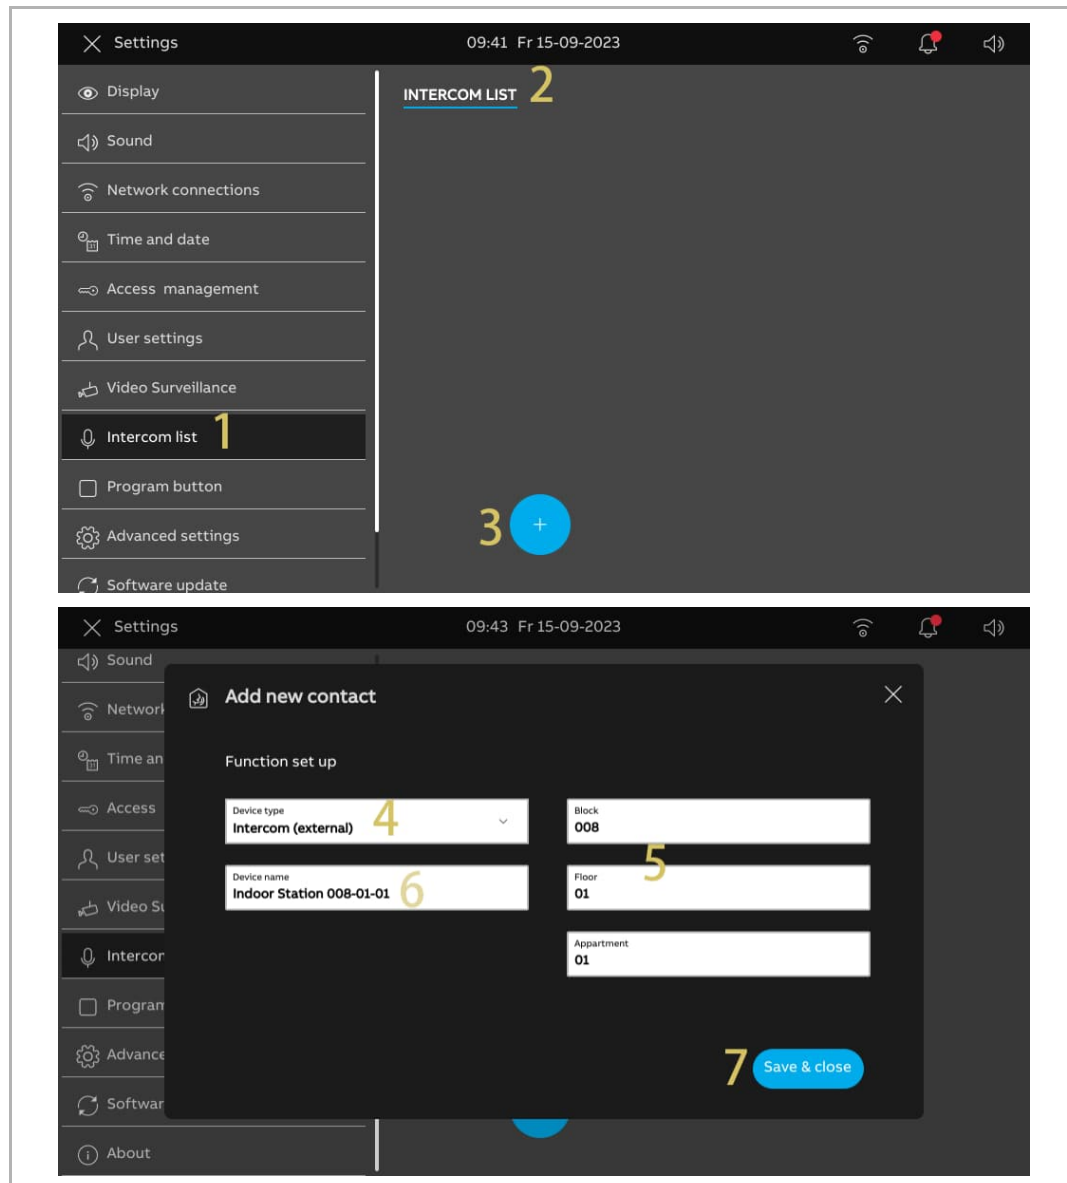 Settings
09:41 Fr 15-09-2023
Display
INTERCOM LIST 2
Sound
Network connections
Time and date
Access management
User settings
Video Surveillance
Intercom list 1
Program button
3 +
Advanced settings
Software update
Settings
09:43 Fr 15-09-2023
Sound
Network
Time an
Access
User set
Video Su
Intercom
Program
Advance
Softwar
About
Add new contact
Function set up
Device type
Intercom (external) 4
Block
008
5
Device name
Indoor Station 008-01-01 6
Floor
01
Appartment
01
7 Save & close